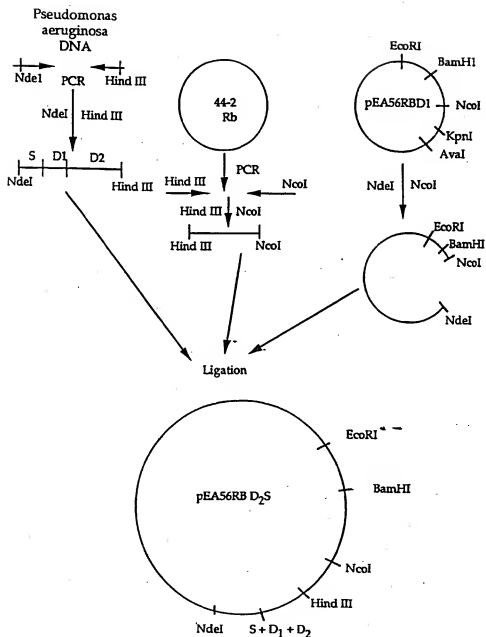 Pseudomonas
aeruginosa
DNA
Nde1
Hind III
PCR
NdeI
Hind III
S
D1
D2
NdeI
Hind III
44-2
Rb
PCR
Hind III
NcoI
Hind III
NcoI
Hind III
NcoI
EcoRI
BamH1
pEA56RBD1
NcoI
KpnI
AvaI
NdeI
NcoI
EcoRI
BamHI
NcoI
NdeI
Ligation
EcoRI
pEA56RB D2S
BamHI
NcoI
Hind III
NdeI
S + D1 + D2